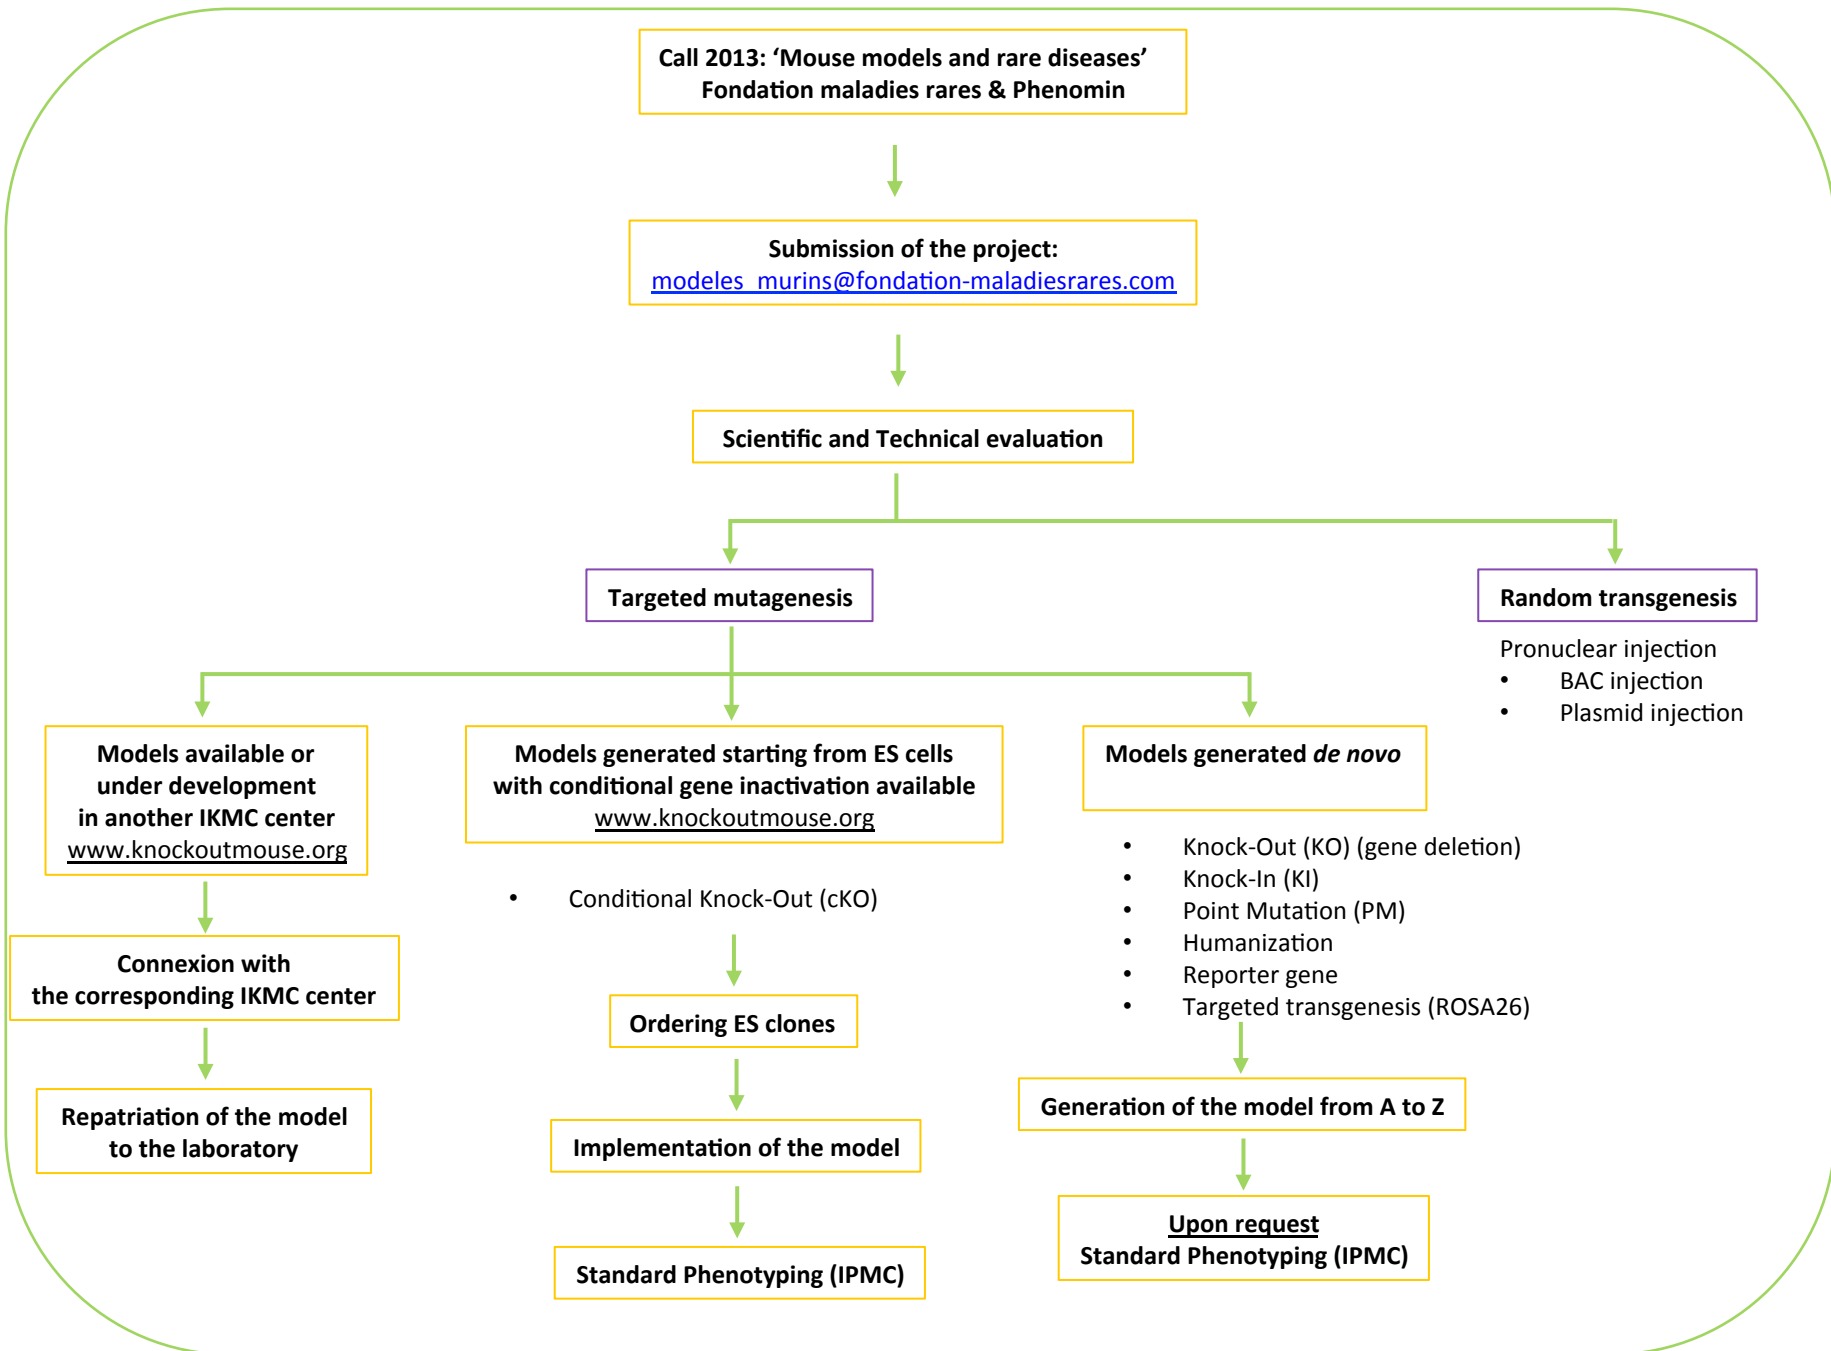 Call 2013: ‘Mouse models and rare diseases’
Fondation maladies rares & Phenomin
Submission of the project:
modeles_murins@fondation-maladiesrares.com
Scientific and Technical evaluation
Targeted mutagenesis
Random transgenesis
Pronuclear injection
• BAC injection
• Plasmid injection
Models available or
under development
in another IKMC center
www.knockoutmouse.org
Connexion with
the corresponding IKMC center
Repatriation of the model
to the laboratory
Models generated starting from ES cells
with conditional gene inactivation available
www.knockoutmouse.org
• Conditional Knock-Out (cKO)
Ordering ES clones
Implementation of the model
Standard Phenotyping (IPMC)
Models generated de novo
• Knock-Out (KO) (gene deletion)
• Knock-In (KI)
• Point Mutation (PM)
• Humanization
• Reporter gene
• Targeted transgenesis (ROSA26)
Generation of the model from A to Z
Upon request
Standard Phenotyping (IPMC)